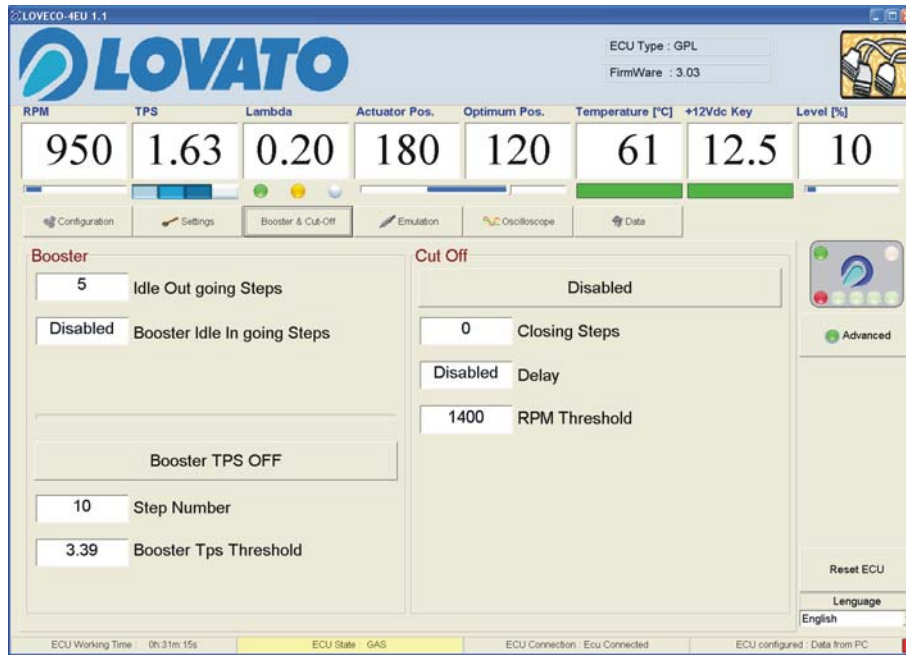 LOVECO-4EU 1.1
LOVATO
ECU Type : GPL
FirmWare : 3.03
RPM TPS Lambda Actuator Pos. Optimum Pos. Temperature [°C] +12Vdc Key Level [%]
950 1.63 0.20 180 120 61 12.5 10
Configuration Settings Booster & Cut-Off Emulation Oscilloscope Data
Booster
5 Idle Out going Steps
Disabled Booster Idle In going Steps
Booster TPS OFF
10 Step Number
3.39 Booster Tps Threshold
Cut Off
Disabled
0 Closing Steps
Disabled Delay
1400 RPM Threshold
Advanced
Reset ECU
Lenguage
English
ECU Working Time : 0h:31m:15s ECU State : GAS ECU Connection : Ecu Connected ECU configured : Data from PC